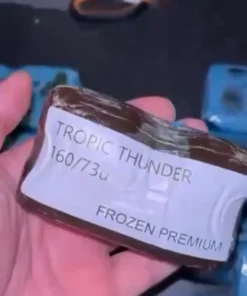 TROPIC THUNDER
160/73u
FROZEN PREMIUM